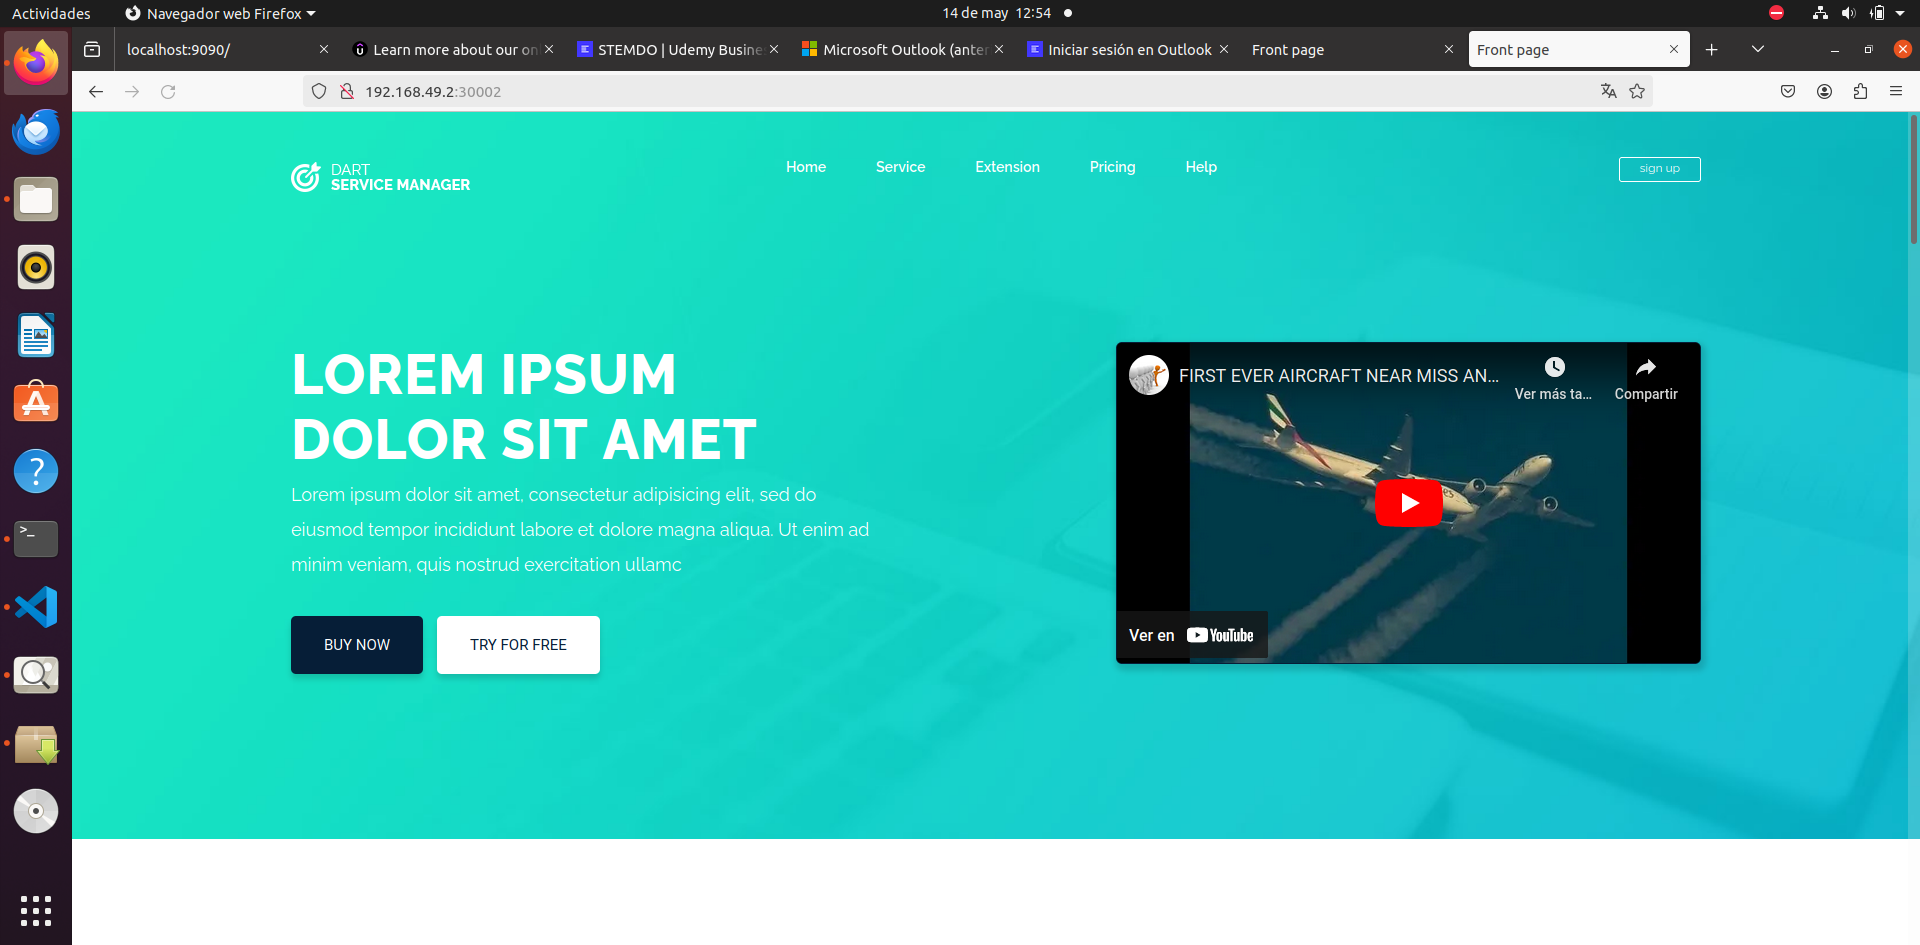 Actividades
Navegador web Firefox
14 de may 12:54
localhost:9090/
Learn more about our on
STEMDO | Udemy Busine
Microsoft Outlook (anter
Iniciar sesión en Outlook
Front page
Front page
192.168.49.2:30002
DART
SERVICE MANAGER
Home
Service
Extension
Pricing
Help
sign up
LOREM IPSUM
DOLOR SIT AMET
Lorem ipsum dolor sit amet, consectetur adipisicing elit, sed do
eiusmod tempor incididunt labore et dolore magna aliqua. Ut enim ad
minim veniam, quis nostrud exercitation ullamc
BUY NOW
TRY FOR FREE
FIRST EVER AIRCRAFT NEAR MISS AN...
Ver más ta...
Compartir
Ver en YouTube